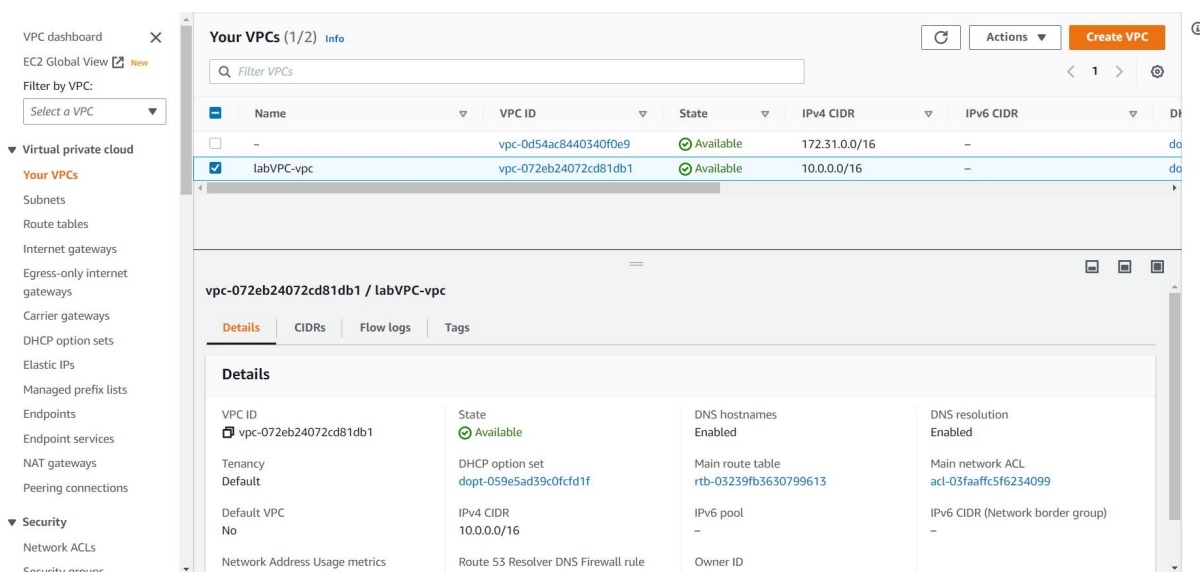 VPC dashboard
EC2 Global View New
Filter by VPC:
Select a VPC
Virtual private cloud
Your VPCs
Subnets
Route tables
Internet gateways
Egress-only internet
gateways
Carrier gateways
DHCP option sets
Elastic IPs
Managed prefix lists
Endpoints
Endpoint services
NAT gateways
Peering connections
Security
Network ACLs
Security groups
Your VPCs (1/2) Info
Actions
Create VPC
Filter VPCs
1
Name VPC ID State IPv4 CIDR IPv6 CIDR DH
– vpc-0d54ac8440340f0e9 Available 172.31.0.0/16 – do
labVPC-vpc vpc-072eb24072cd81db1 Available 10.0.0.0/16 – do
vpc-072eb24072cd81db1 / labVPC-vpc
Details CIDRs Flow logs Tags
Details
VPC ID State DNS hostnames DNS resolution
vpc-072eb24072cd81db1 Available Enabled Enabled
Tenancy DHCP option set Main route table Main network ACL
Default dopt-059e5ad39c0fcfd1f rtb-03239fb3630799613 acl-03faaffc5f6234099
Default VPC IPv4 CIDR IPv6 pool IPv6 CIDR (Network border group)
No 10.0.0.0/16 – –
Network Address Usage metrics Route 53 Resolver DNS Firewall rule Owner ID